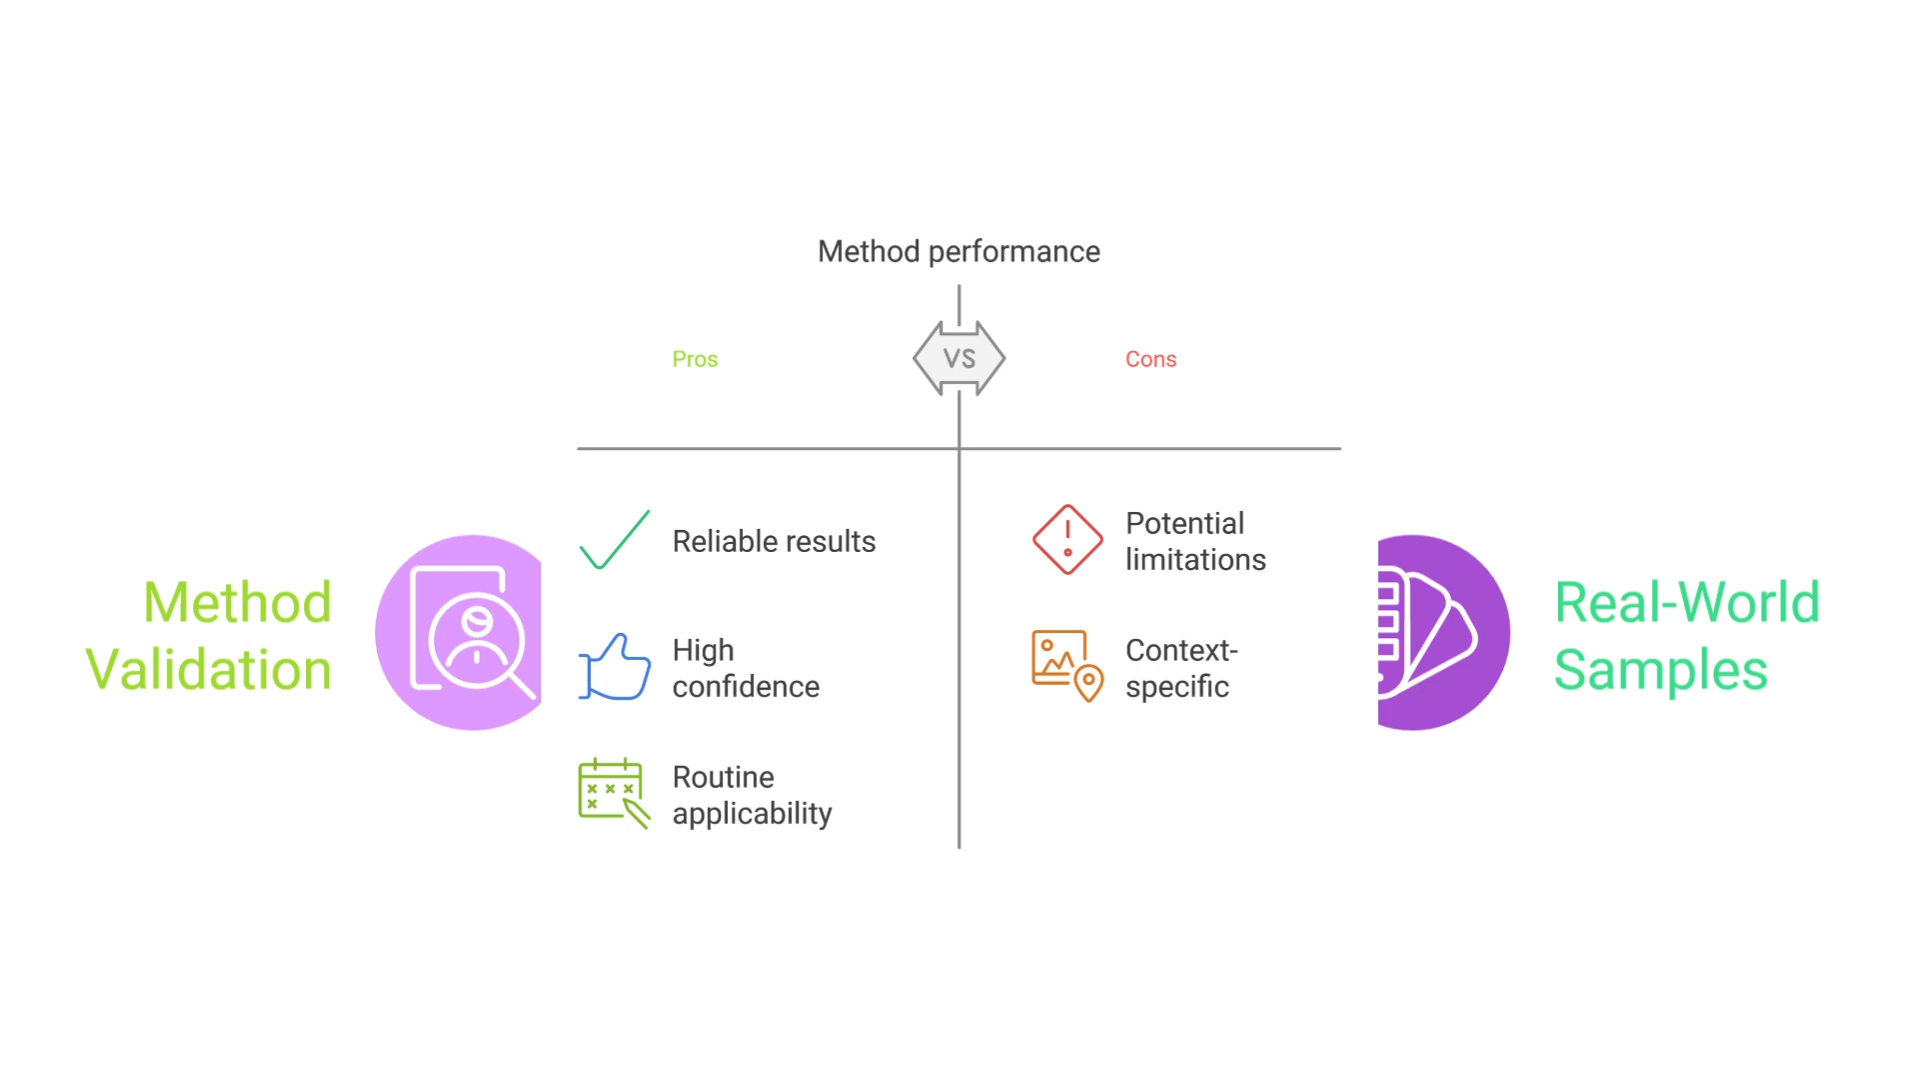 Method performance
Pros
VS
Cons
Method
Validation
Reliable results
High
confidence
Routine
applicability
Potential
limitations
Context-
specific
Real-World
Samples